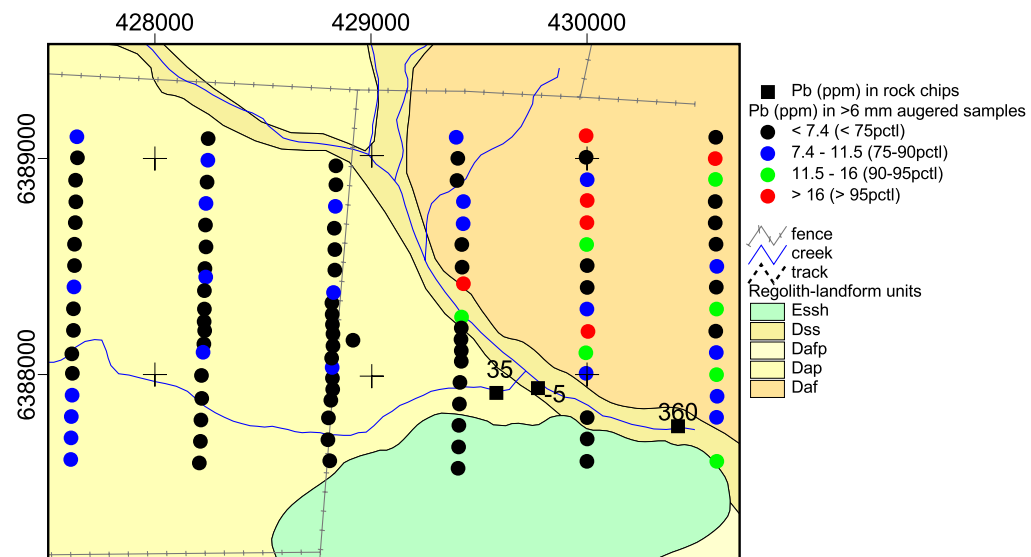 428000 429000 430000
6389000
6388000
35
-5
360
Pb (ppm) in rock chips
Pb (ppm) in >6 mm augered samples
< 7.4 (< 75pctl)
7.4 - 11.5 (75-90pctl)
11.5 - 16 (90-95pctl)
> 16 (> 95pctl)
fence
creek
track
Regolith-landform units
Essh
Dss
Dafp
Dap
Daf